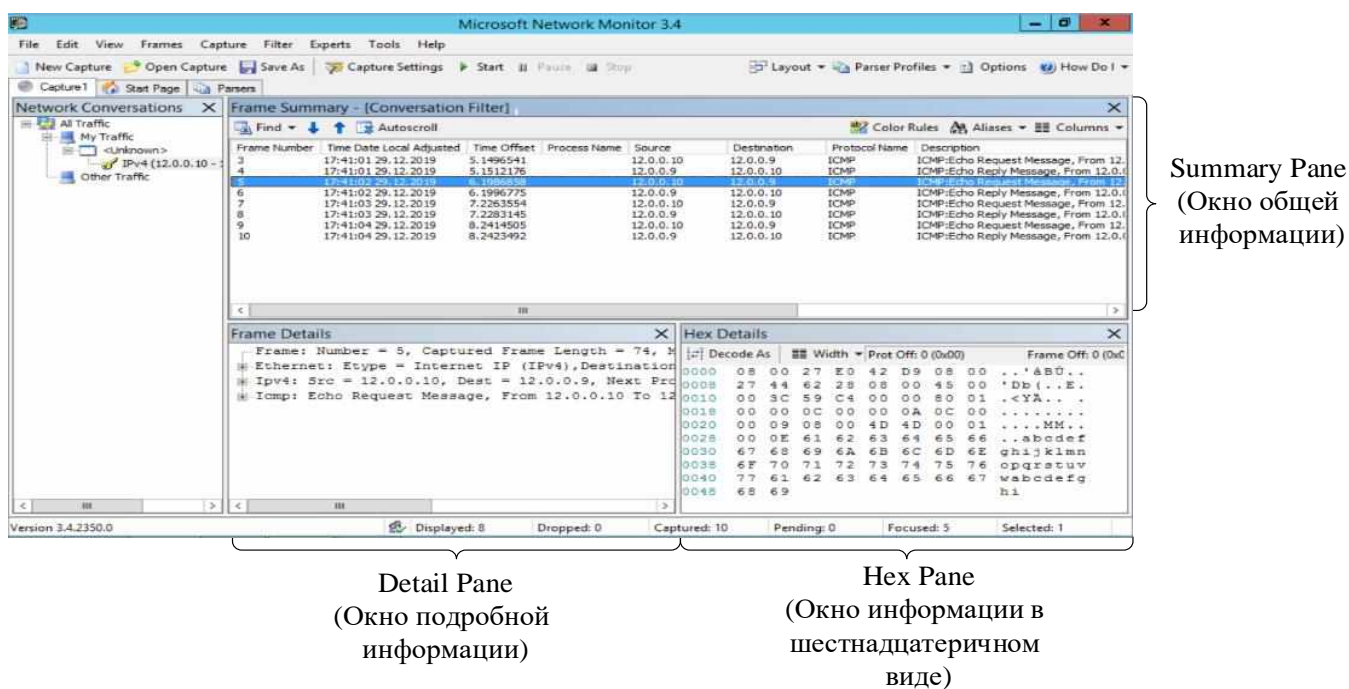 Microsoft Network Monitor 3.4
File Edit View Frames Capture Filter Experts Tools Help
New Capture Open Capture Save As Capture Settings Start Pause Stop Layout Parser Profiles Options How Do I
Capture1 Start Page Parsers
Network Conversations
All Traffic
My Traffic
<Unknown>
IPv4 (12.0.0.10 - 1
Other Traffic
Frame Summary - [Conversation Filter]
Find Autoscroll Color Rules Aliases Columns
Frame Number Time Date Local Adjusted Time Offset Process Name Source Destination Protocol Name Description
3 17:41:01 29.12.2019 5.1496541 12.0.0.10 12.0.0.9 ICMP ICMP:Echo Request Message, From 12.
4 17:41:01 29.12.2019 5.1512176 12.0.0.9 12.0.0.10 ICMP ICMP:Echo Reply Message, From 12.0.0
5 17:41:02 29.12.2019 6.1986858 12.0.0.10 12.0.0.9 ICMP ICMP:Echo Request Message, From 12
6 17:41:02 29.12.2019 6.1996775 12.0.0.9 12.0.0.10 ICMP ICMP:Echo Reply Message, From 12.0.0
7 17:41:03 29.12.2019 7.2263554 12.0.0.10 12.0.0.9 ICMP ICMP:Echo Request Message, From 12.
8 17:41:03 29.12.2019 7.2283145 12.0.0.9 12.0.0.10 ICMP ICMP:Echo Reply Message, From 12.0.0
9 17:41:04 29.12.2019 8.2414505 12.0.0.10 12.0.0.9 ICMP ICMP:Echo Request Message, From 12.
10 17:41:04 29.12.2019 8.2423492 12.0.0.9 12.0.0.10 ICMP ICMP:Echo Reply Message, From 12.0.0
Summary Pane
(Окно общей
информации)
Frame Details
Frame: Number = 5, Captured Frame Length = 74, M
Ethernet: Etype = Internet IP (IPv4),Destination
Ipv4: Src = 12.0.0.10, Dest = 12.0.0.9, Next Pro
Icmp: Echo Request Message, From 12.0.0.10 To 12
Hex Details
Decode As Width Prot Off: 0 (0x00) Frame Off: 0 (0x0
0000 08 00 27 E0 42 D9 08 00 ..'àBÙ..
0008 27 44 62 28 08 00 45 00 'Db(..E.
0010 00 3C 59 C4 00 00 80 01 .<YÄ.. .
0018 00 00 0C 00 00 0A 0C 00 ........
0020 00 09 08 00 4D 4D 00 01 ....MM..
0028 00 0E 61 62 63 64 65 66 ..abcdef
0030 67 68 69 6A 6B 6C 6D 6E ghijklmn
0038 6F 70 71 72 73 74 75 76 opqrstuv
0040 77 61 62 63 64 65 66 67 wabcdefg
0048 68 69 hi
Version 3.4.2350.0 Displayed: 8 Dropped: 0 Captured: 10 Pending: 0 Focused: 5 Selected: 1
Detail Pane
(Окно подробной
информации)
Hex Pane
(Окно информации в
шестнадцатеричном
виде)